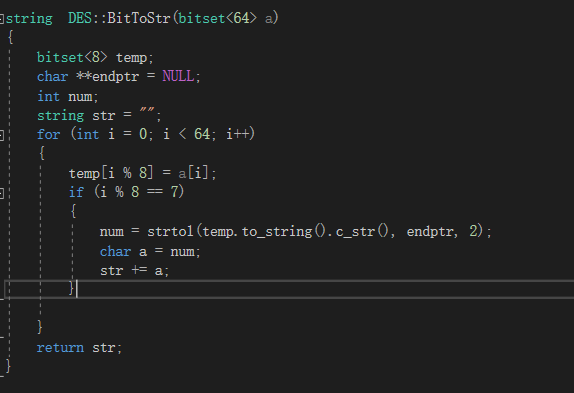 string  DES::BitToStr(bitset<64> a)
{
    bitset<8> temp;
    char **endptr = NULL;
    int num;
    string str = "";
    for (int i = 0; i < 64; i++)
    {
        temp[i % 8] = a[i];
        if (i % 8 == 7)
        {
            num = strtol(temp.to_string().c_str(), endptr, 2);
            char a = num;
            str += a;
        }
    }
    return str;
}